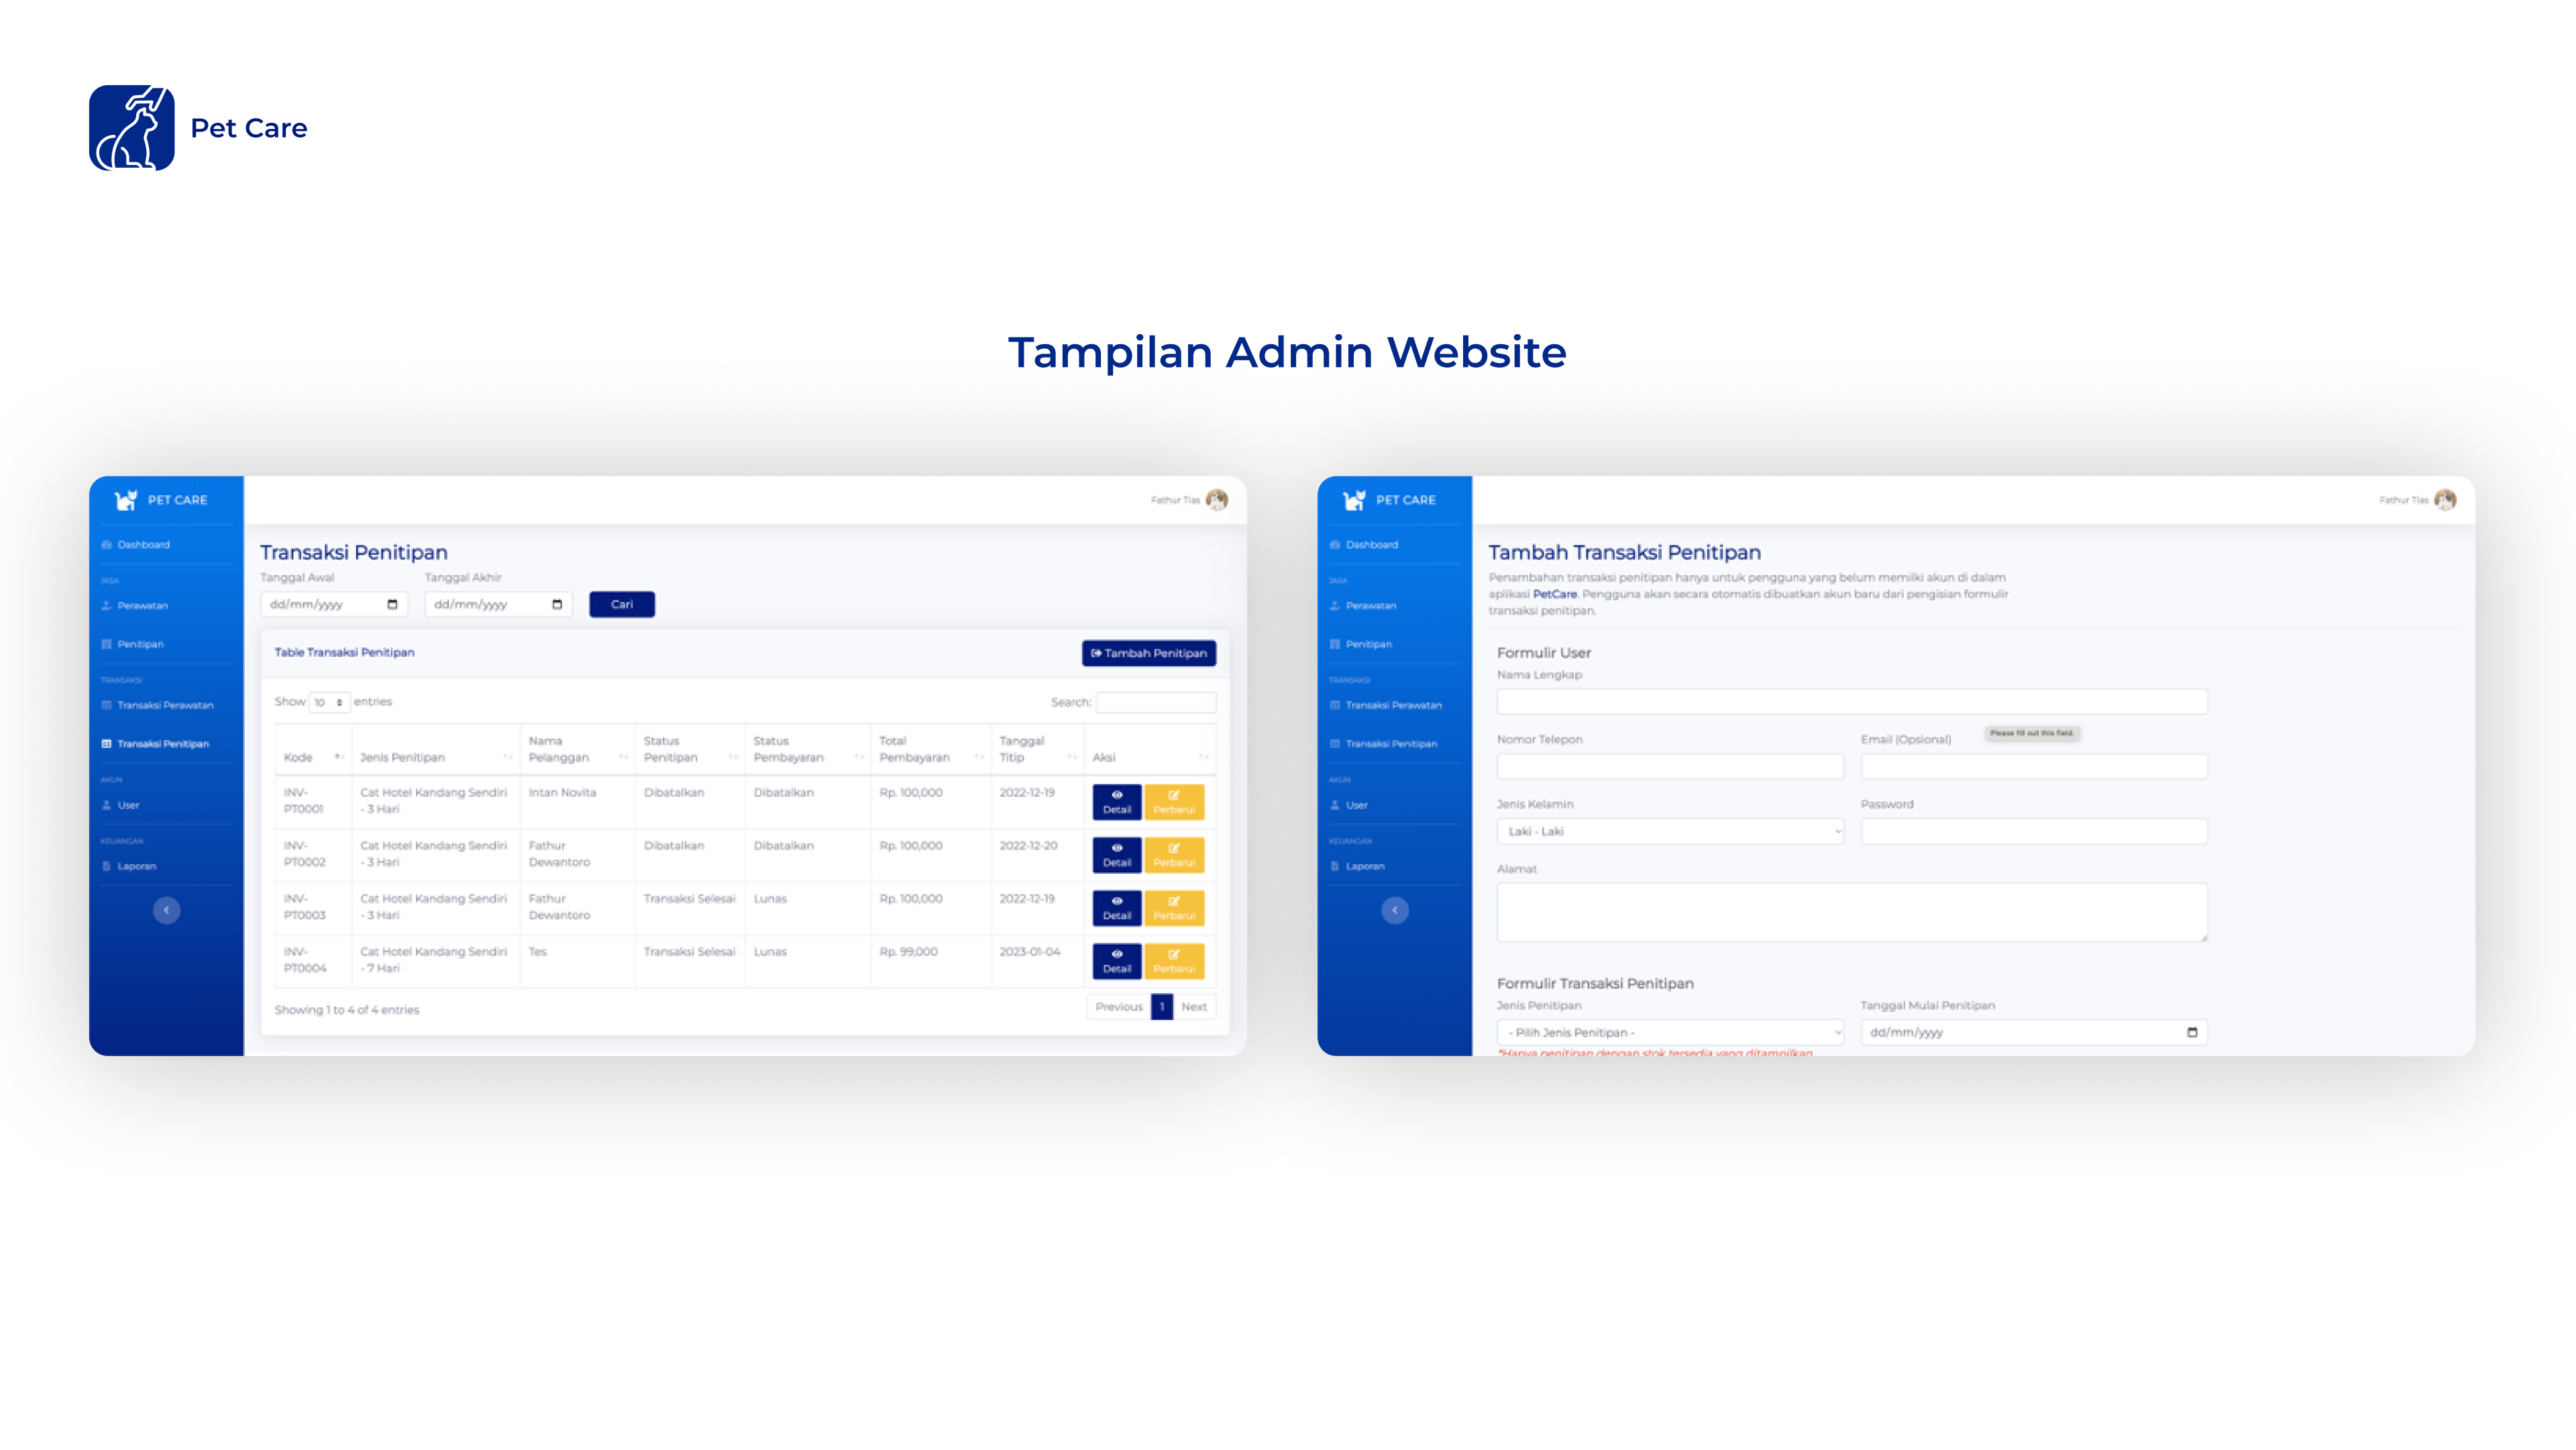 Pet Care
Tampilan Admin Website
PET CARE
Fathur Tias
Dashboard
JASA
Perawatan
Penitipan
TRANSAKSI
Transaksi Perawatan
Transaksi Penitipan
AKUN
User
KEUANGAN
Laporan
Transaksi Penitipan
Tanggal Awal Tanggal Akhir
dd/mm/yyyy dd/mm/yyyy Cari
Table Transaksi Penitipan Tambah Penitipan
Show 10 entries Search:
Kode Jenis Penitipan Nama Pelanggan Status Penitipan Status Pembayaran Total Pembayaran Tanggal Titip Aksi
INV-PT0001 Cat Hotel Kandang Sendiri - 3 Hari Intan Novita Dibatalkan Dibatalkan Rp. 100,000 2022-12-19 Detail Perbarui
INV-PT0002 Cat Hotel Kandang Sendiri - 3 Hari Fathur Dewantoro Dibatalkan Dibatalkan Rp. 100,000 2022-12-20 Detail Perbarui
INV-PT0003 Cat Hotel Kandang Sendiri - 3 Hari Fathur Dewantoro Transaksi Selesai Lunas Rp. 100,000 2022-12-19 Detail Perbarui
INV-PT0004 Cat Hotel Kandang Sendiri - 7 Hari Tes Transaksi Selesai Lunas Rp. 99,000 2023-01-04 Detail Perbarui
Showing 1 to 4 of 4 entries Previous 1 Next
PET CARE
Fathur Tias
Dashboard
JASA
Perawatan
Penitipan
TRANSAKSI
Transaksi Perawatan
Transaksi Penitipan
AKUN
User
KEUANGAN
Laporan
Tambah Transaksi Penitipan
Penambahan transaksi penitipan hanya untuk pengguna yang belum memilki akun di dalam
aplikasi PetCare. Pengguna akan secara otomatis dibuatkan akun baru dari pengisian formulir
transaksi penitipan.
Formulir User
Nama Lengkap
Please fill out this field.
Nomor Telepon Email (Opsional)
Jenis Kelamin Password
Laki - Laki
Alamat
Formulir Transaksi Penitipan
Jenis Penitipan Tanggal Mulai Penitipan
- Pilih Jenis Penitipan - dd/mm/yyyy
*Hanya penitipan dengan stok tersedia yang ditampilkan